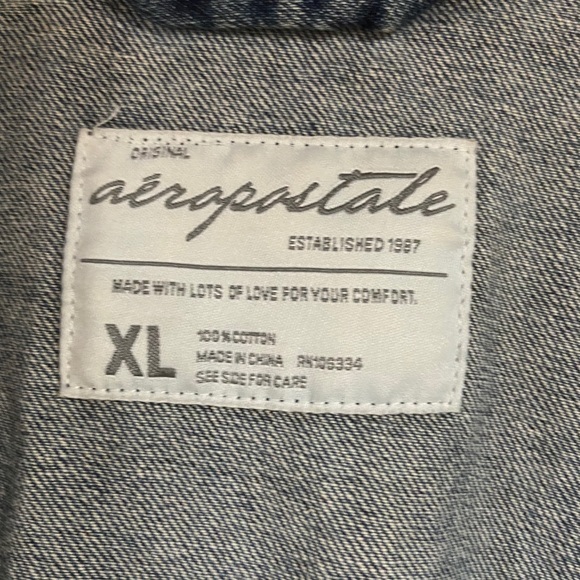 ORIGINAL
aéropostale
ESTABLISHED 1987
MADE WITH LOTS OF LOVE FOR YOUR COMFORT.
XL
100% COTTON
MADE IN CHINA RN106334
SEE SIDE FOR CARE